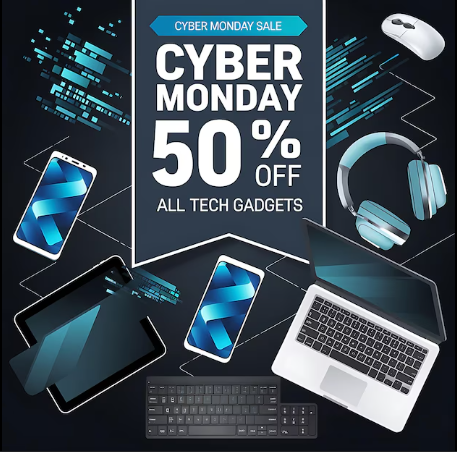 CYBER MONDAY SALE
CYBER
MONDAY
50% OFF
ALL TECH GADGETS